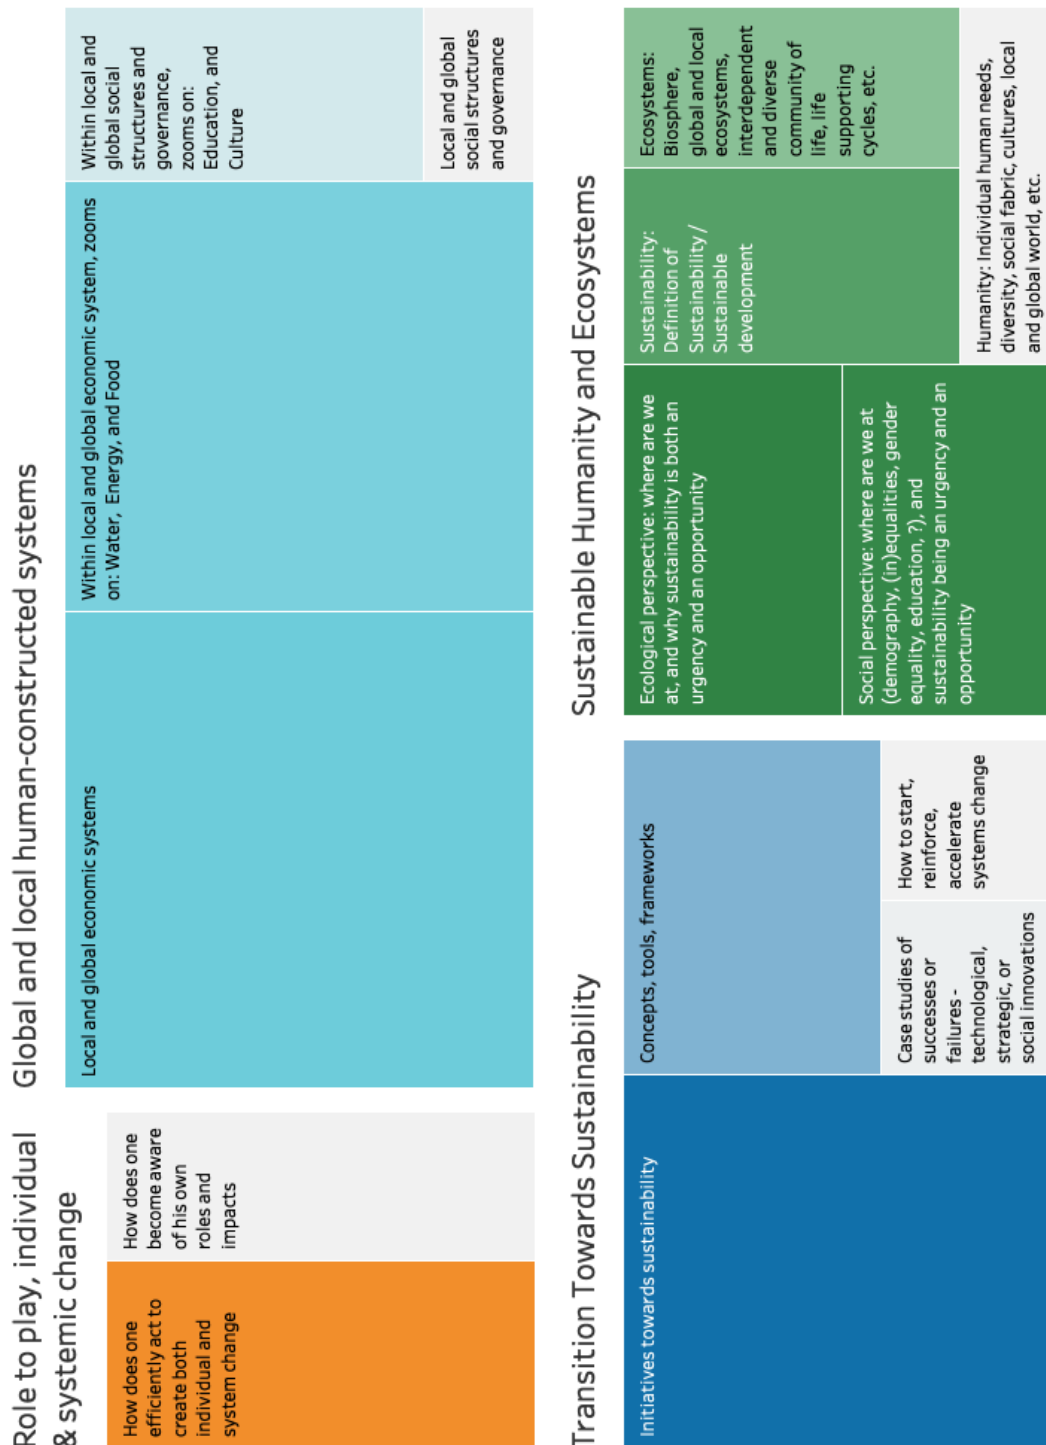 Role to play, individual
& systemic change
How does one
efficiently act to
create both
individual and
system change
How does one
become aware
of his own
roles and
impacts
Global and local human-constructed systems
Local and global economic systems
Within local and global economic system, zooms
on: Water, Energy, and Food
Within local and
global social
structures and
governance,
zooms on:
Education, and
Culture
Local and global
social structures
and governance
Transition Towards Sustainability
Initiatives towards sustainability
Concepts, tools, frameworks
Case studies of
successes or
failures -
technological,
strategic, or
social innovations
How to start,
reinforce,
accelerate
systems change
Sustainable Humanity and Ecosystems
Ecological perspective: where are we
at, and why sustainability is both an
urgency and an opportunity
Social perspective: where are we at
(demography, (in)equalities, gender
equality, education, ?), and
sustainability being an urgency and an
opportunity
Sustainability:
Definition of
Sustainability /
Sustainable
development
Ecosystems:
Biosphere,
global and local
ecosystems,
interdependent
and diverse
community of
life, life
supporting
cycles, etc.
Humanity: Individual human needs,
diversity, social fabric, cultures, local
and global world, etc.